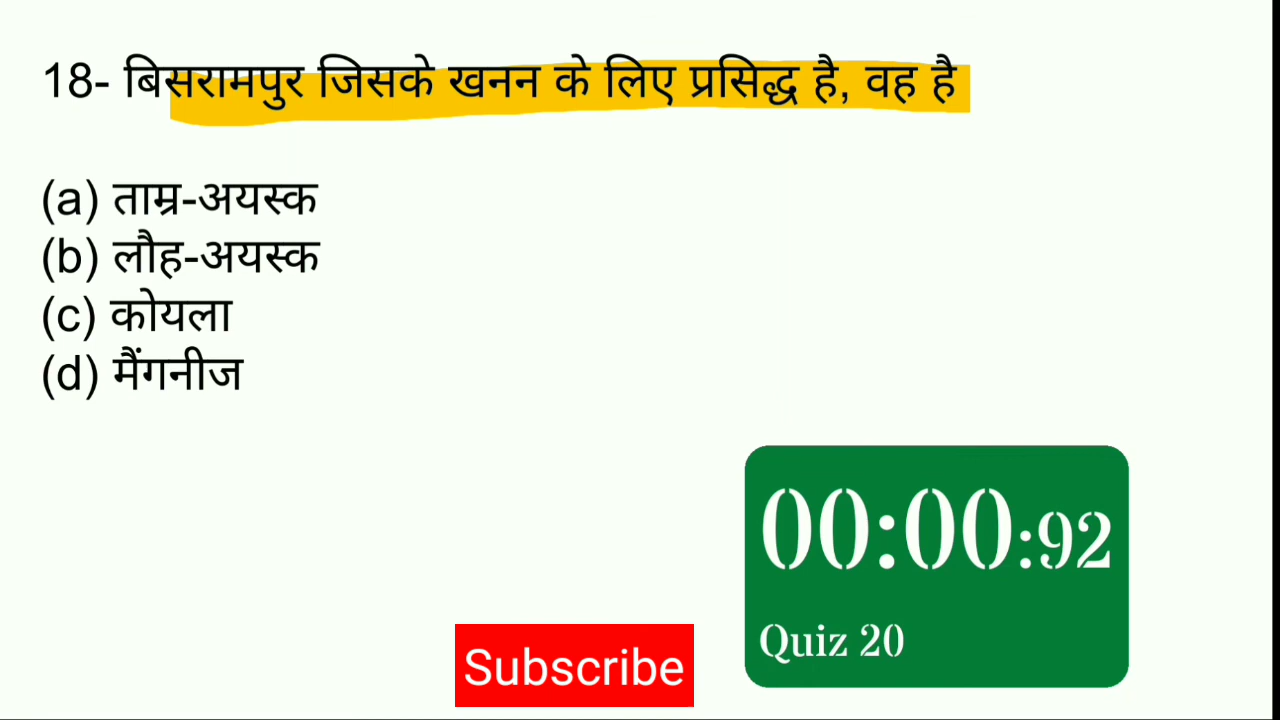 18- बिसरामपुर जिसके खनन के लिए प्रसिद्ध है, वह है
(a) ताम्र-अयस्क
(b) लौह-अयस्क
(c) कोयला
(d) मैंगनीज
00:00:92
Quiz 20
Subscribe